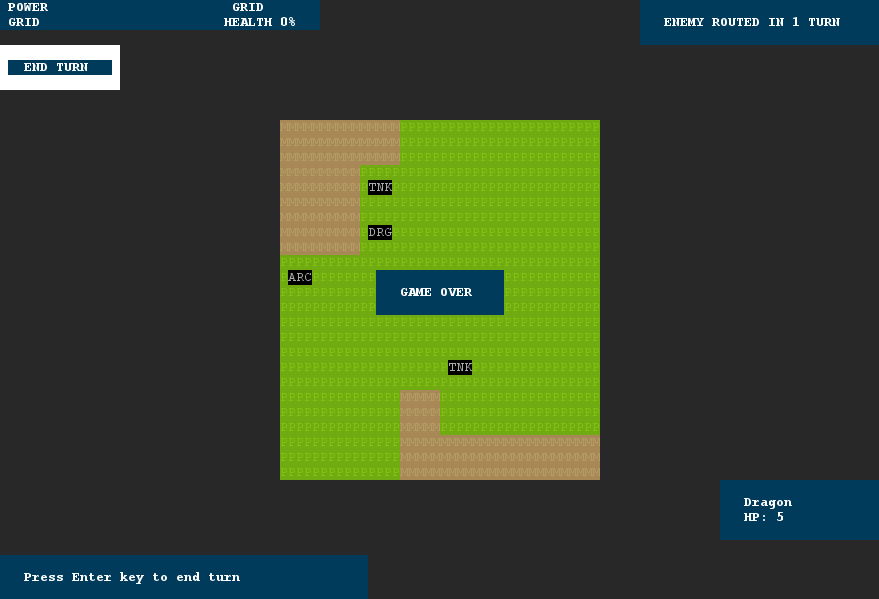 POWER GRID
GRID HEALTH 0%
ENEMY ROUTED IN 1 TURN
END TURN
TNK
DRG
ARC
GAME OVER
TNK
Dragon
HP: 5
Press Enter key to end turn